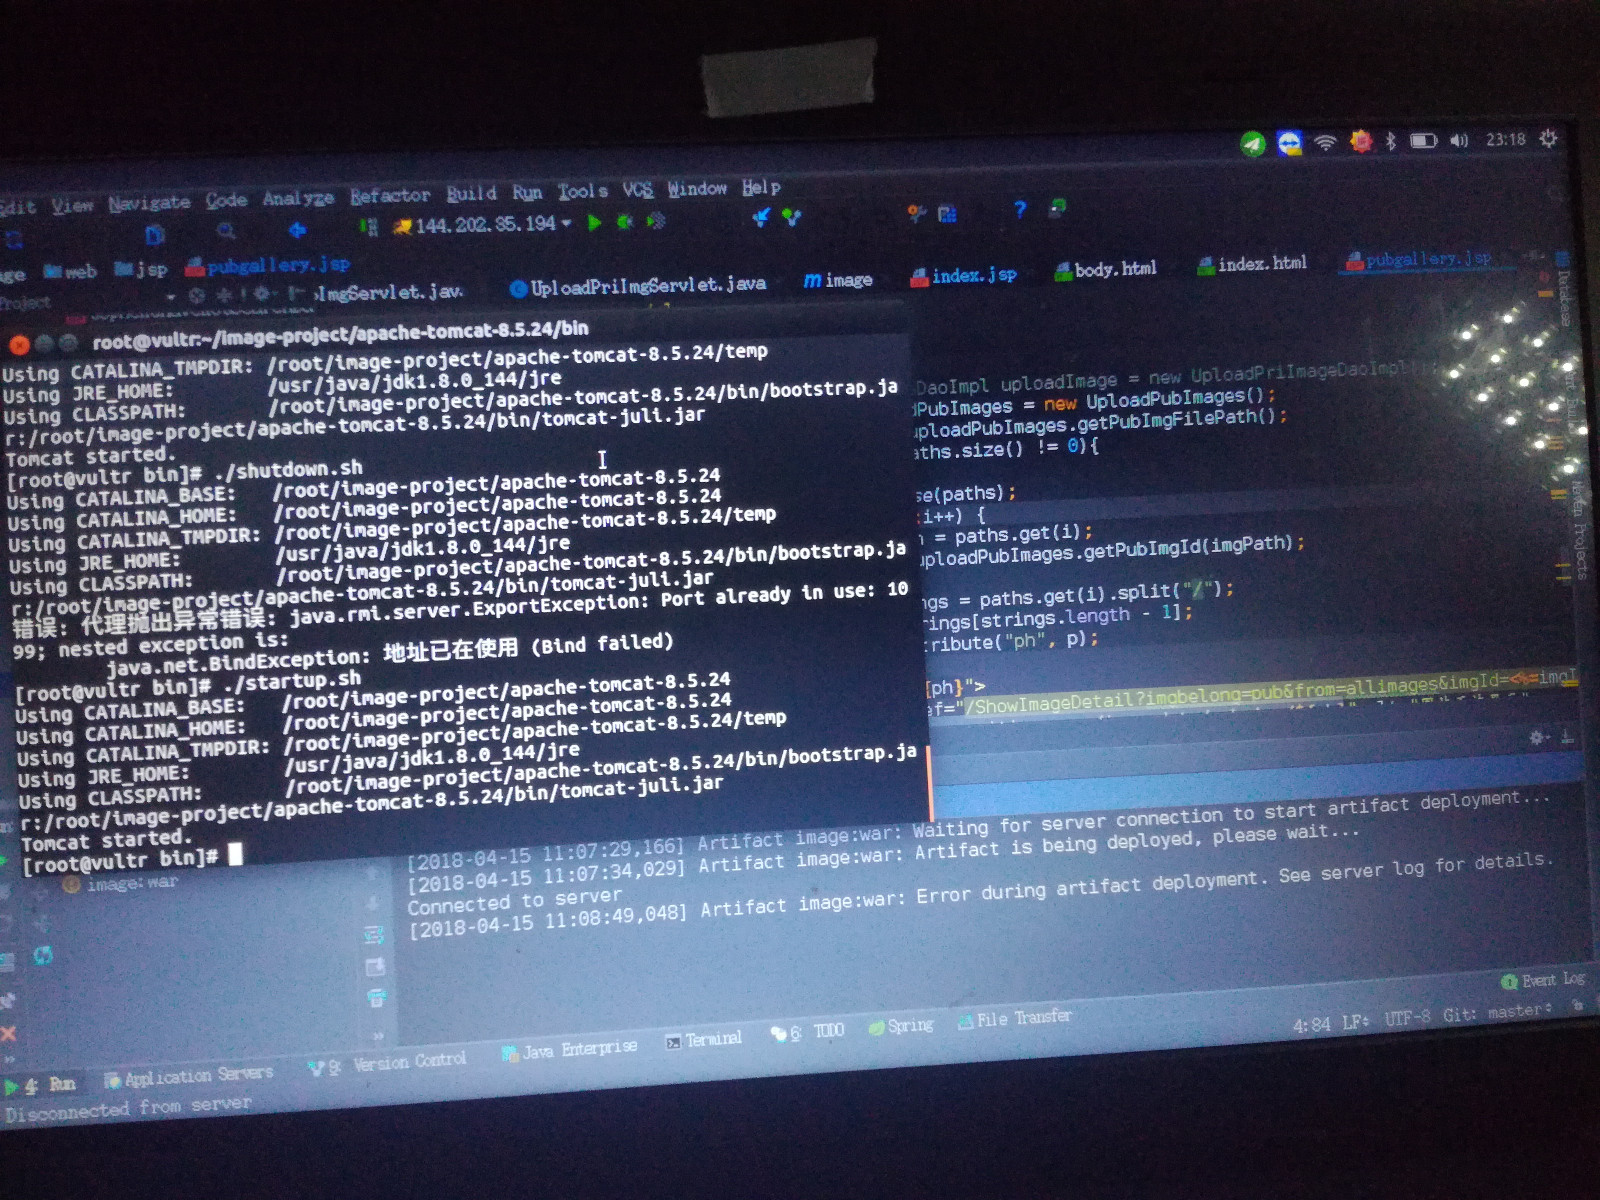 23:18
Edit View Navigate Code Analyze Refactor Build Run Tools VCS Window Help
144.202.85.194
web jsp pubgallery.jsp
Project
ImgServlet.jav. UploadPriImgServlet.java m image index.jsp body.html index.html pubgallery.jsp
Database
Maven Projects
root@vultr:~/image-project/apache-tomcat-8.5.24/bin
Using CATALINA_TMPDIR: /root/image-project/apache-tomcat-8.5.24/temp
Using JRE_HOME: /usr/java/jdk1.8.0_144/jre
Using CLASSPATH: /root/image-project/apache-tomcat-8.5.24/bin/bootstrap.ja
r:/root/image-project/apache-tomcat-8.5.24/bin/tomcat-juli.jar
Tomcat started.
[root@vultr bin]# ./shutdown.sh
Using CATALINA_BASE: /root/image-project/apache-tomcat-8.5.24
Using CATALINA_HOME: /root/image-project/apache-tomcat-8.5.24
Using CATALINA_TMPDIR: /root/image-project/apache-tomcat-8.5.24/temp
Using JRE_HOME: /usr/java/jdk1.8.0_144/jre
Using CLASSPATH: /root/image-project/apache-tomcat-8.5.24/bin/bootstrap.ja
r:/root/image-project/apache-tomcat-8.5.24/bin/tomcat-juli.jar
错误: 代理抛出异常错误: java.rmi.server.ExportException: Port already in use: 10
99; nested exception is:
java.net.BindException: 地址已在使用 (Bind failed)
[root@vultr bin]# ./startup.sh
Using CATALINA_BASE: /root/image-project/apache-tomcat-8.5.24
Using CATALINA_HOME: /root/image-project/apache-tomcat-8.5.24
Using CATALINA_TMPDIR: /root/image-project/apache-tomcat-8.5.24/temp
Using JRE_HOME: /usr/java/jdk1.8.0_144/jre
Using CLASSPATH: /root/image-project/apache-tomcat-8.5.24/bin/bootstrap.ja
r:/root/image-project/apache-tomcat-8.5.24/bin/tomcat-juli.jar
Tomcat started.
[root@vultr bin]#
DaoImpl uploadImage = new UploadPriImageDaoImpl();
PubImages = new UploadPubImages();
uploadPubImages.getPubImgFilePath();
aths.size() != 0){
se(paths);
;i++) {
= paths.get(i);
uploadPubImages.getPubImgId(imgPath);
ngs = paths.get(i).split("/");
rings[strings.length - 1];
tribute("ph", p);
{ph}">
ef="/ShowImageDetail?imgbelong=pub&from=allimages&imgId=<%=imgI
image:war
[2018-04-15 11:07:29,166] Artifact image:war: Waiting for server connection to start artifact deployment...
[2018-04-15 11:07:34,029] Artifact image:war: Artifact is being deployed, please wait...
Connected to server
[2018-04-15 11:08:49,048] Artifact image:war: Error during artifact deployment. See server log for details.
4: Run Application Servers 9: Version Control Java Enterprise Terminal 6: TODO Spring File Transfer Event Log
Disconnected from server 4:84 LF UTF-8 Git: master